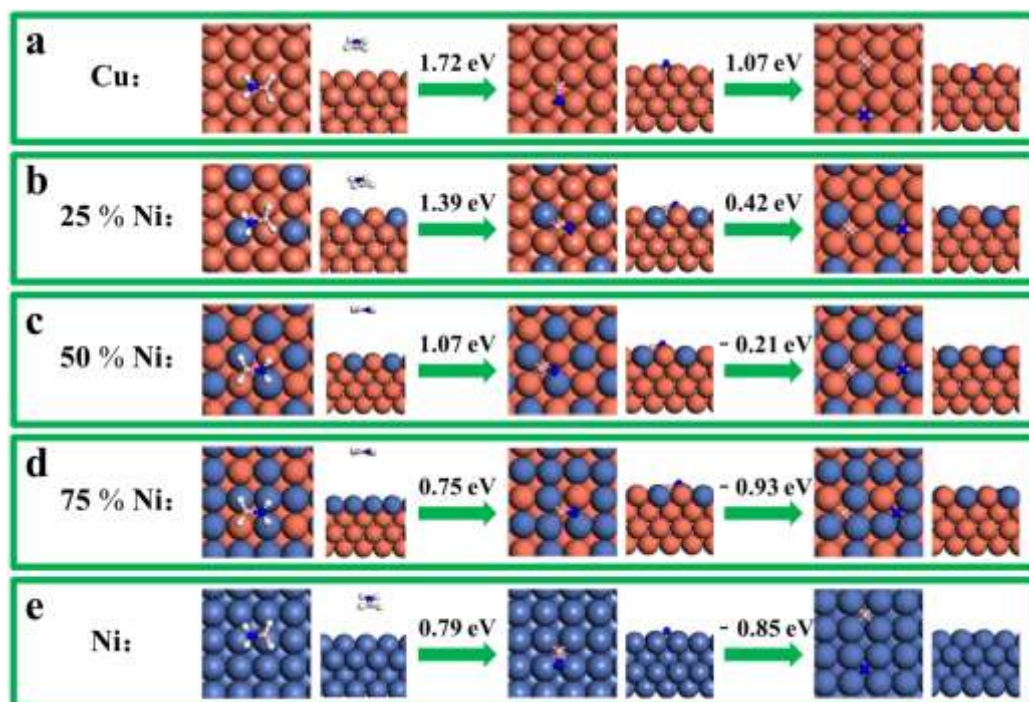 a
Cu：
1.72 eV
1.07 eV
b
25 % Ni：
1.39 eV
0.42 eV
c
50 % Ni：
1.07 eV
- 0.21 eV
d
75 % Ni：
0.75 eV
- 0.93 eV
e
Ni：
0.79 eV
- 0.85 eV